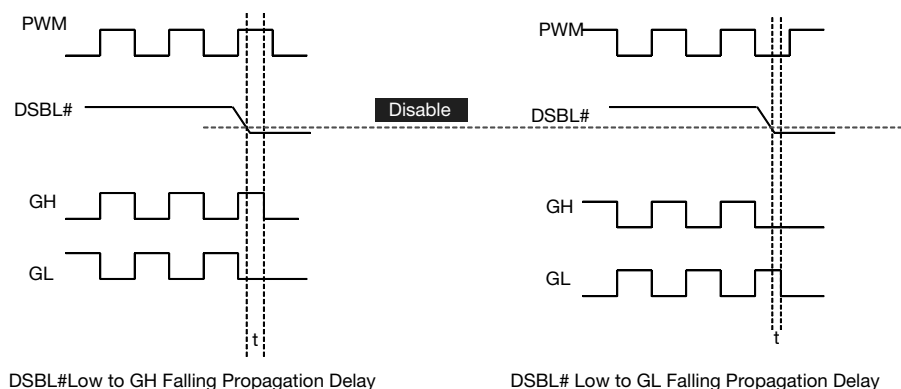 PWM
DSBL#
GH
GL
t
DSBL#Low to GH Falling Propagation Delay
Disable
PWM
DSBL#
GH
GL
t
DSBL# Low to GL Falling Propagation Delay